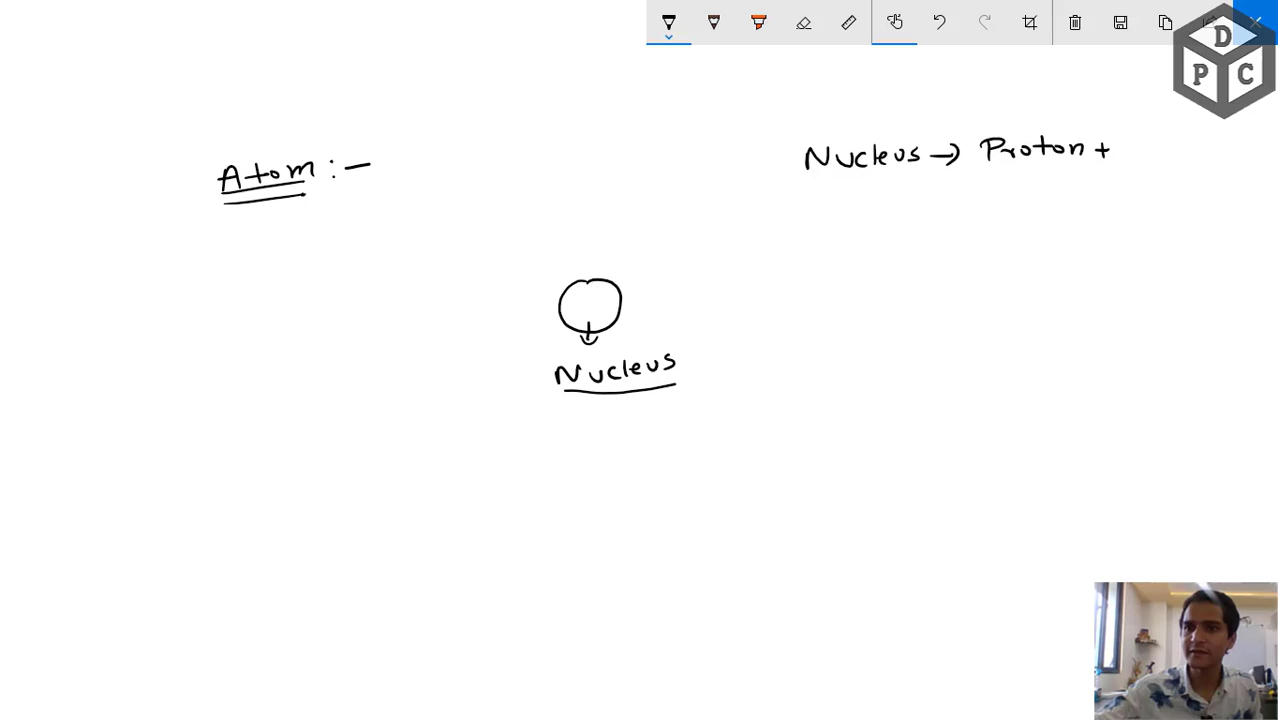 D
P C
Nucleus → Proton +
Atom :-
Nucleus